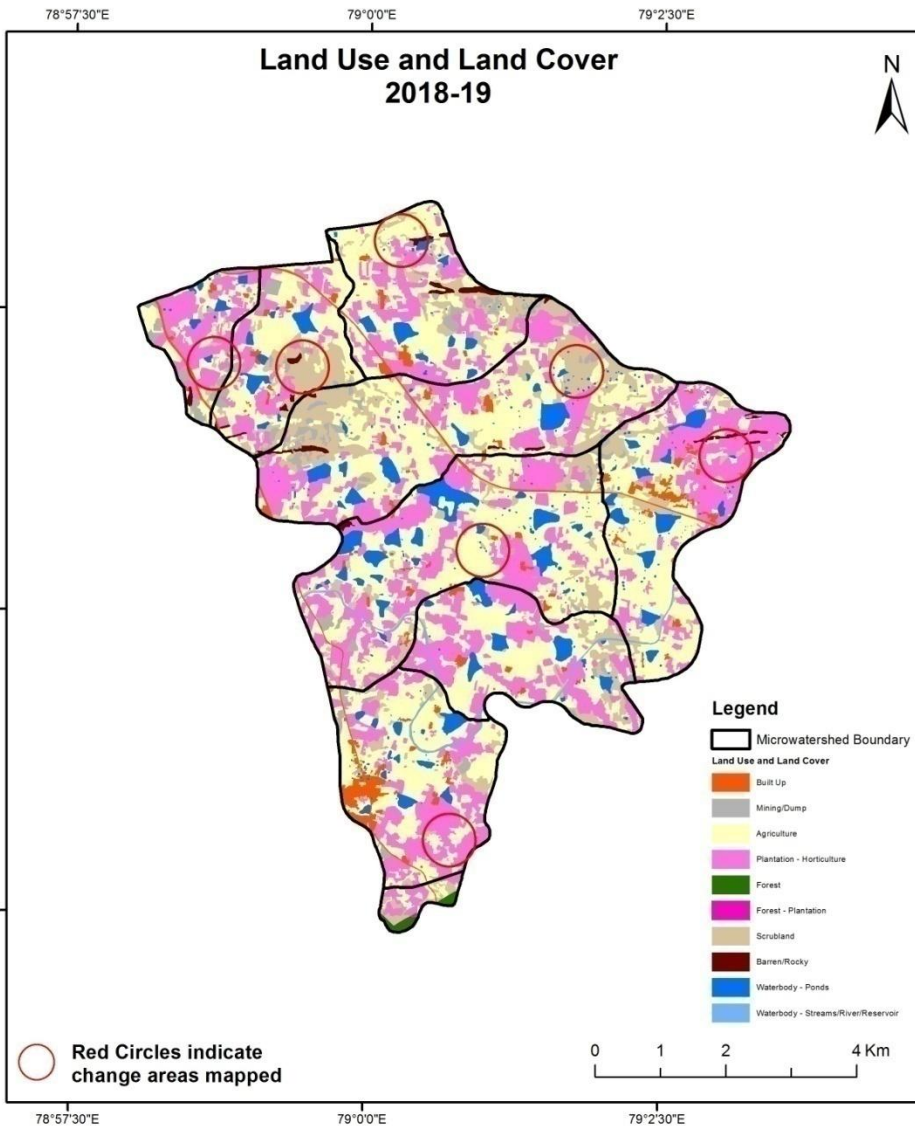 78°57'30"E 79°0'0"E 79°2'30"E
Land Use and Land Cover
2018-19
N
Legend
Microwatershed Boundary
Land Use and Land Cover
Built Up
Mining/Dump
Agriculture
Plantation - Horticulture
Forest
Forest - Plantation
Scrubland
Barren/Rocky
Waterbody - Ponds
Waterbody - Streams/River/Reservoir
Red Circles indicate
change areas mapped
0 1 2 4 Km
78°57'30"E 79°0'0"E 79°2'30"E